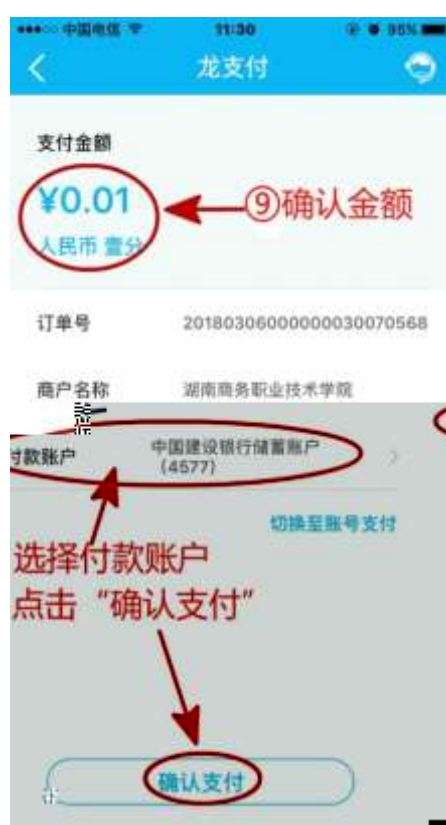 中国电信 11:30 95%
龙支付
支付金额
¥0.01
⑨确认金额
人民币 壹分
订单号 20180306000000030070568
商户名称 湖南商务职业技术学院
付款账户 中国建设银行储蓄账户
(4577)
切换至账号支付
选择付款账户
点击“确认支付”
确认支付